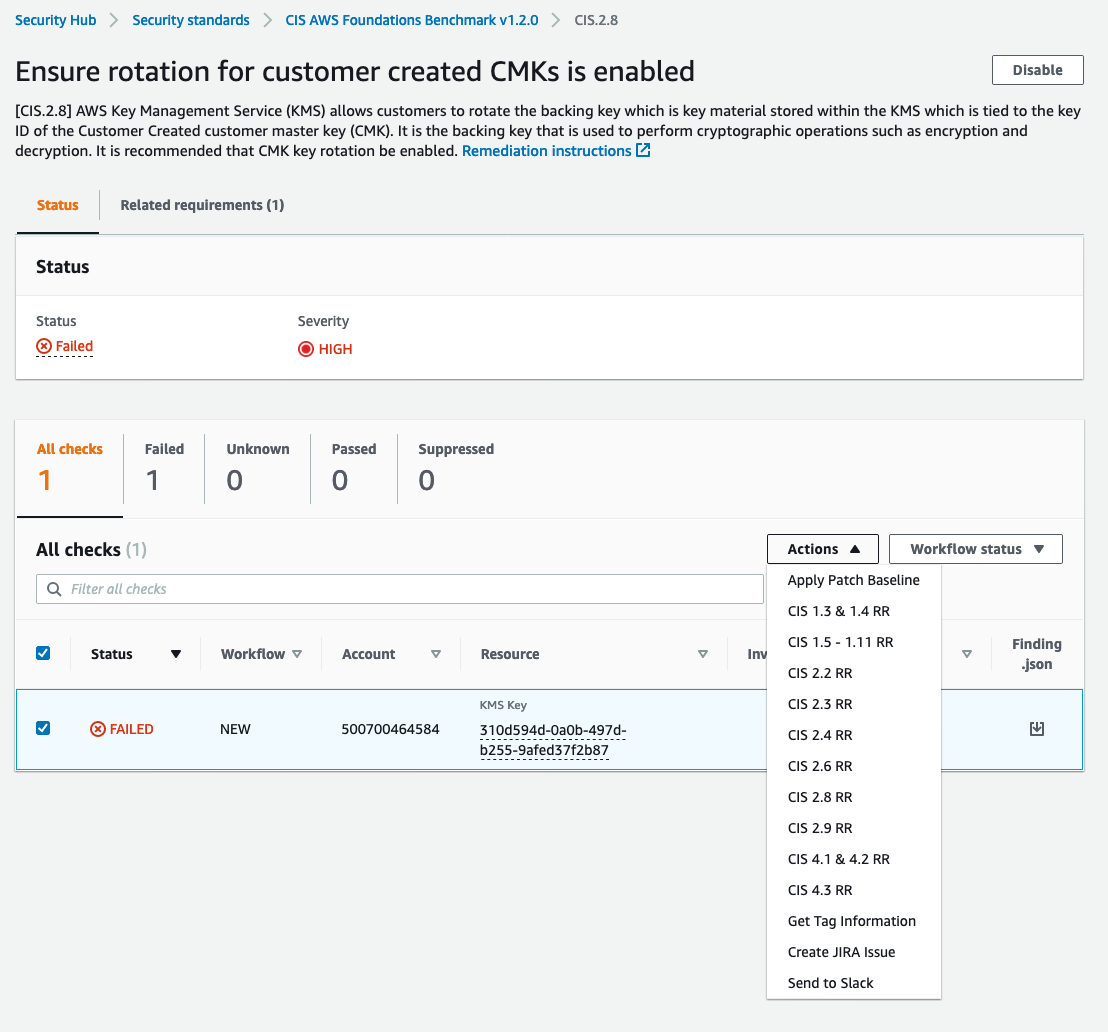 Security Hub > Security standards > CIS AWS Foundations Benchmark v1.2.0 > CIS.2.8
Ensure rotation for customer created CMKs is enabled
Disable
[CIS.2.8] AWS Key Management Service (KMS) allows customers to rotate the backing key which is key material stored within the KMS which is tied to the key
ID of the Customer Created customer master key (CMK). It is the backing key that is used to perform cryptographic operations such as encryption and
decryption. It is recommended that CMK key rotation be enabled. Remediation instructions
Status Related requirements (1)
Status
Status Severity
Failed HIGH
All checks Failed Unknown Passed Suppressed
1 1 0 0 0
All checks (1)
Actions Workflow status
Filter all checks
Status Workflow Account Resource Inv
Finding
.json
KMS Key
FAILED NEW 500700464584 310d594d-0a0b-497d-
b255-9afed37f2b87
Apply Patch Baseline
CIS 1.3 & 1.4 RR
CIS 1.5 - 1.11 RR
CIS 2.2 RR
CIS 2.3 RR
CIS 2.4 RR
CIS 2.6 RR
CIS 2.8 RR
CIS 2.9 RR
CIS 4.1 & 4.2 RR
CIS 4.3 RR
Get Tag Information
Create JIRA Issue
Send to Slack